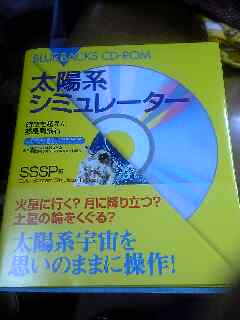 BLUE BACKS CD-ROM
太陽系
シミュレーター
SSSP編
火星に行く?月に降り立つ?
土星の輪をくぐる?
太陽系宇宙を
思いのままに操作!